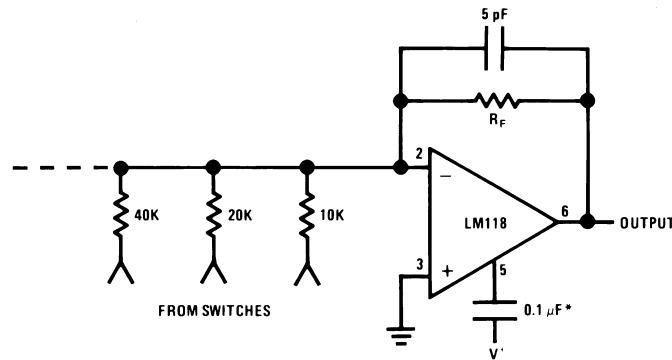 5 pF
R_F
2
−
40K
20K
10K
LM118
6
OUTPUT
3
+
5
FROM SWITCHES
0.1 μF*
V+